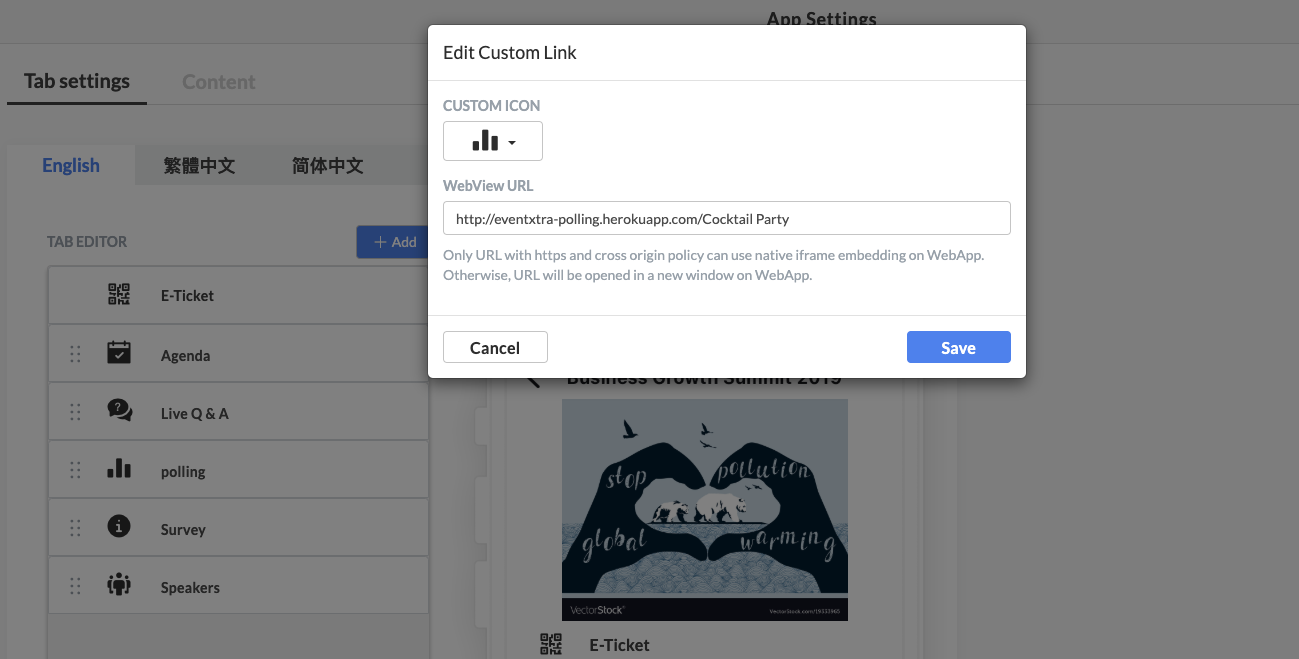 App Settings
Edit Custom Link
Tab settings
Content
CUSTOM ICON
English
繁體中文
简体中文
WebView URL
http://eventxtra-polling.herokuapp.com/Cocktail Party
TAB EDITOR
+ Add
Only URL with https and cross origin policy can use native iframe embedding on WebApp.
Otherwise, URL will be opened in a new window on WebApp.
E-Ticket
Cancel
Save
Agenda
Business Growth Summit 2019
Live Q & A
polling
Survey
Speakers
stop pollution
global warming
VectorStock®
VectorStock.com/19333965
E-Ticket